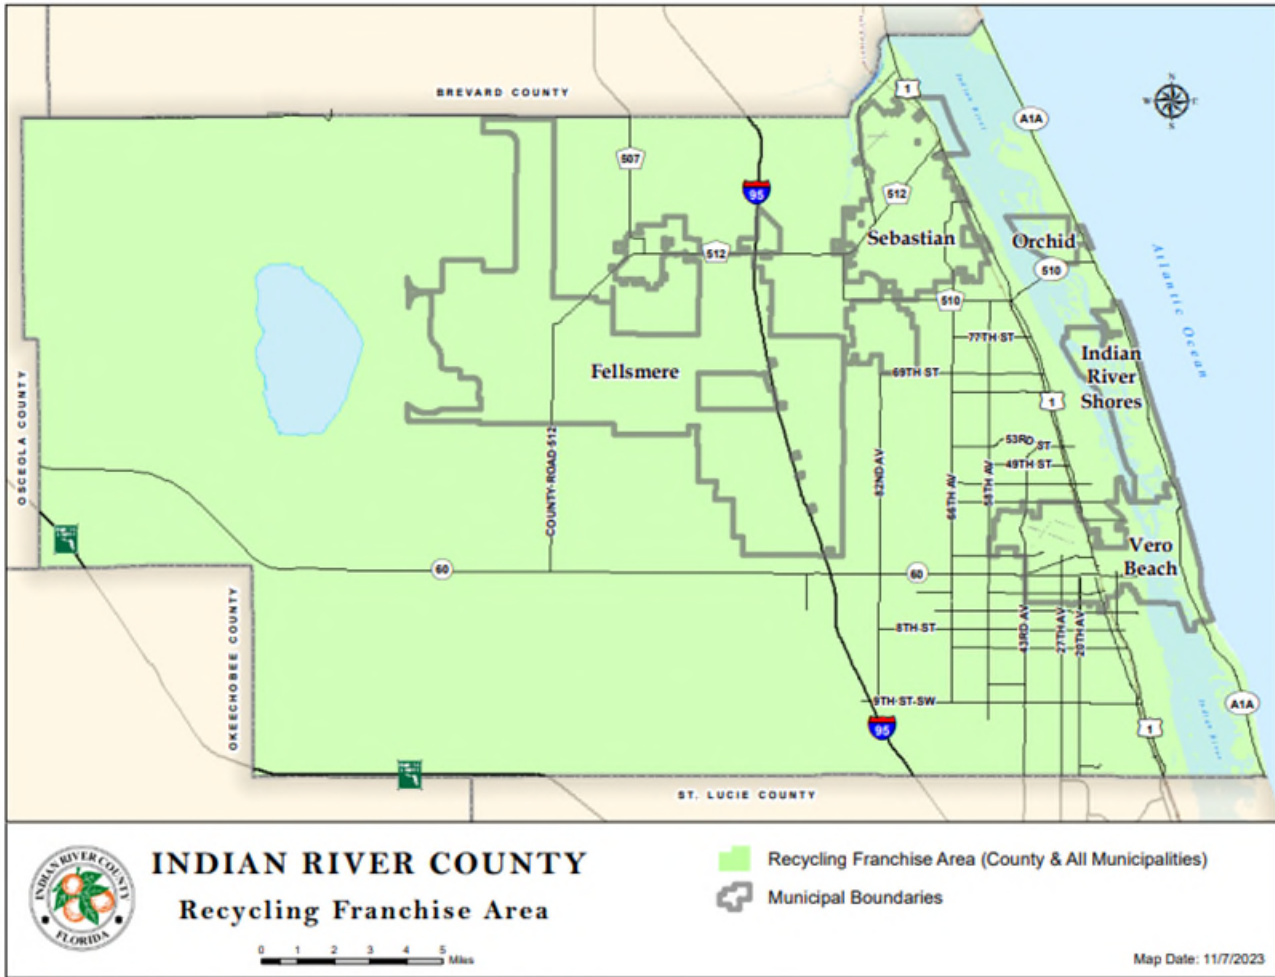 BREVARD COUNTY
1
Indian River
N
W
E
S
A1A
507
95
512
512
Sebastian
Orchid
510
510
Atlantic Ocean
77TH ST
Indian
River
Shores
Fellsmere
69TH ST
OSCEOLA COUNTY
1
COUNTY ROAD 512
82ND AV
66TH AV
58TH AV
53RD ST
49TH ST
Vero
Beach
60
60
OKEECHOBEE COUNTY
8TH ST
43RD AV
27TH AV
20TH AV
9TH ST SW
95
1
A1A
Indian River
ST. LUCIE COUNTY
INDIAN RIVER COUNTY
FLORIDA
INDIAN RIVER COUNTY
Recycling Franchise Area
0 1 2 3 4 5
Miles
Recycling Franchise Area (County & All Municipalities)
Municipal Boundaries
Map Date: 11/7/2023